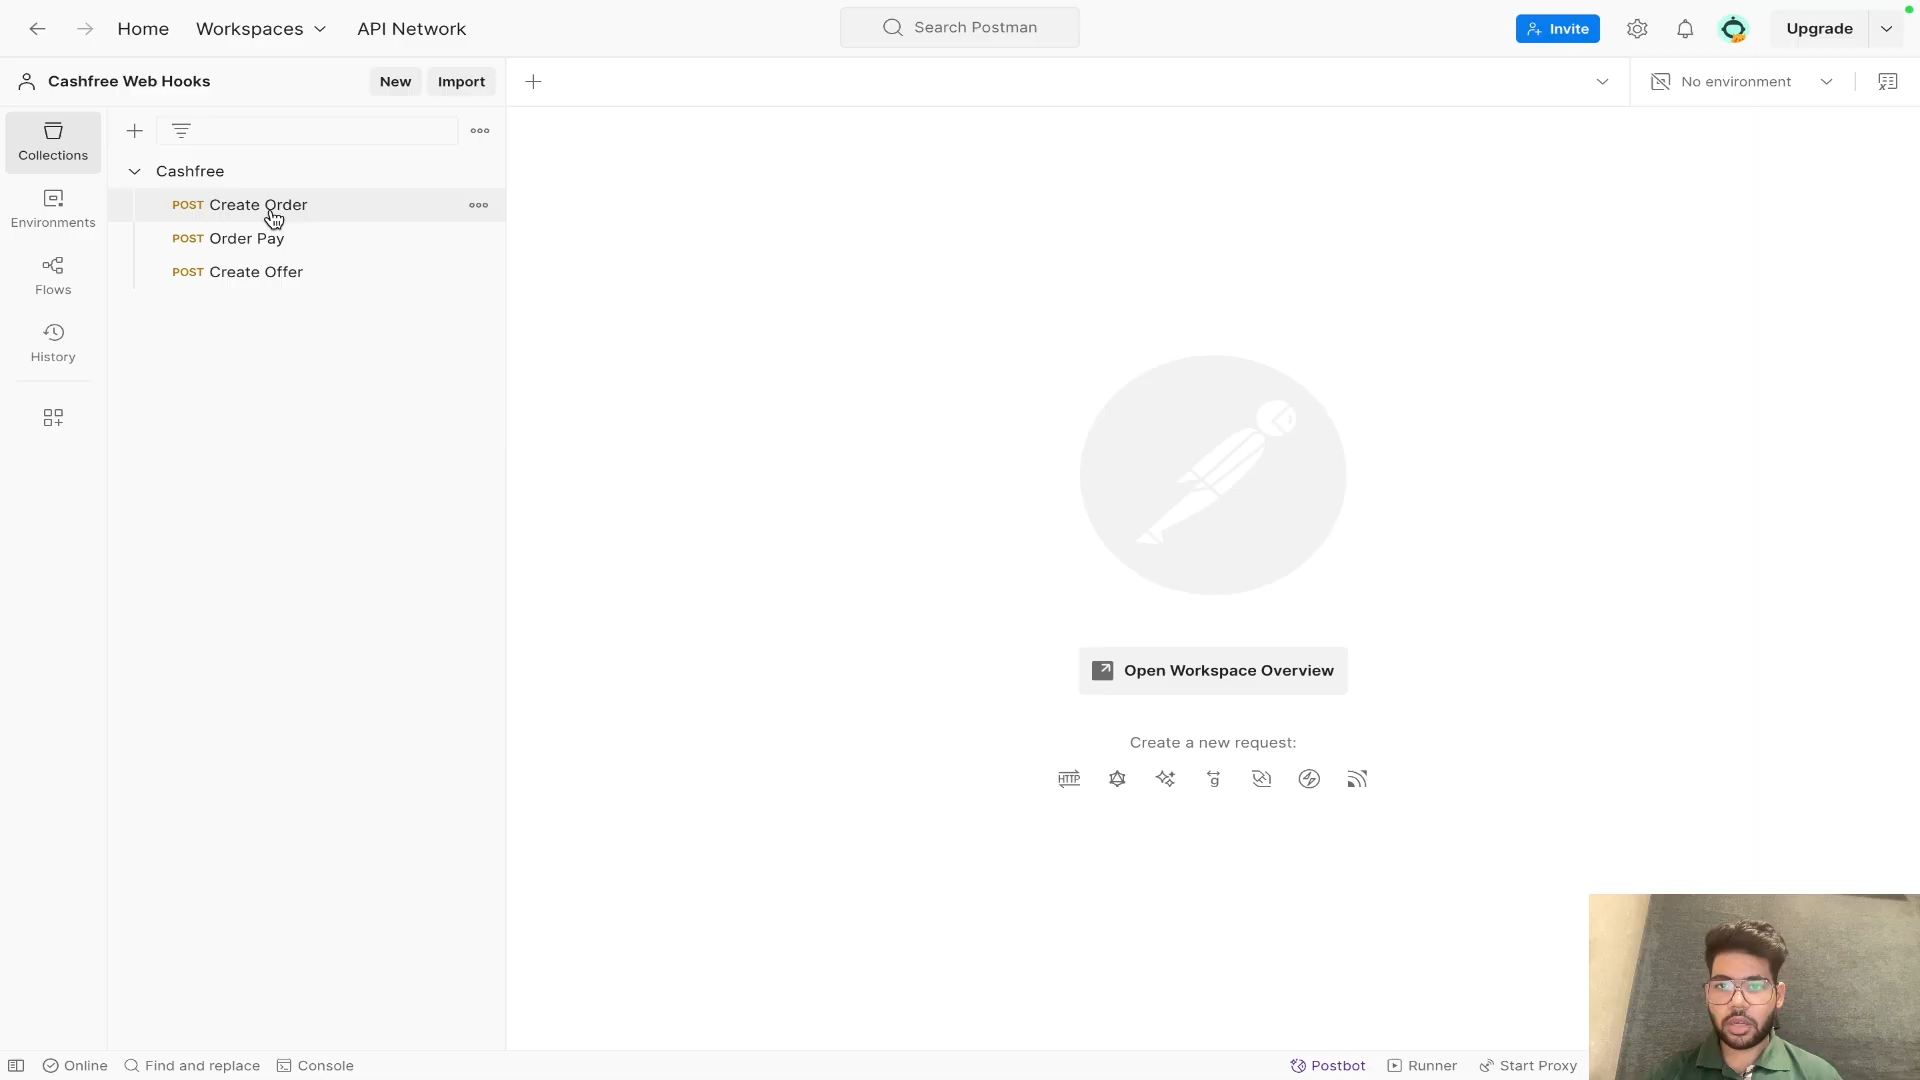 Home Workspaces API Network Search Postman Invite Upgrade
Cashfree Web Hooks New Import No environment
Collections
Environments
Flows
History
Cashfree
POST Create Order
POST Order Pay
POST Create Offer
Open Workspace Overview
Create a new request:
HTTP
Online Find and replace Console Postbot Runner Start Proxy